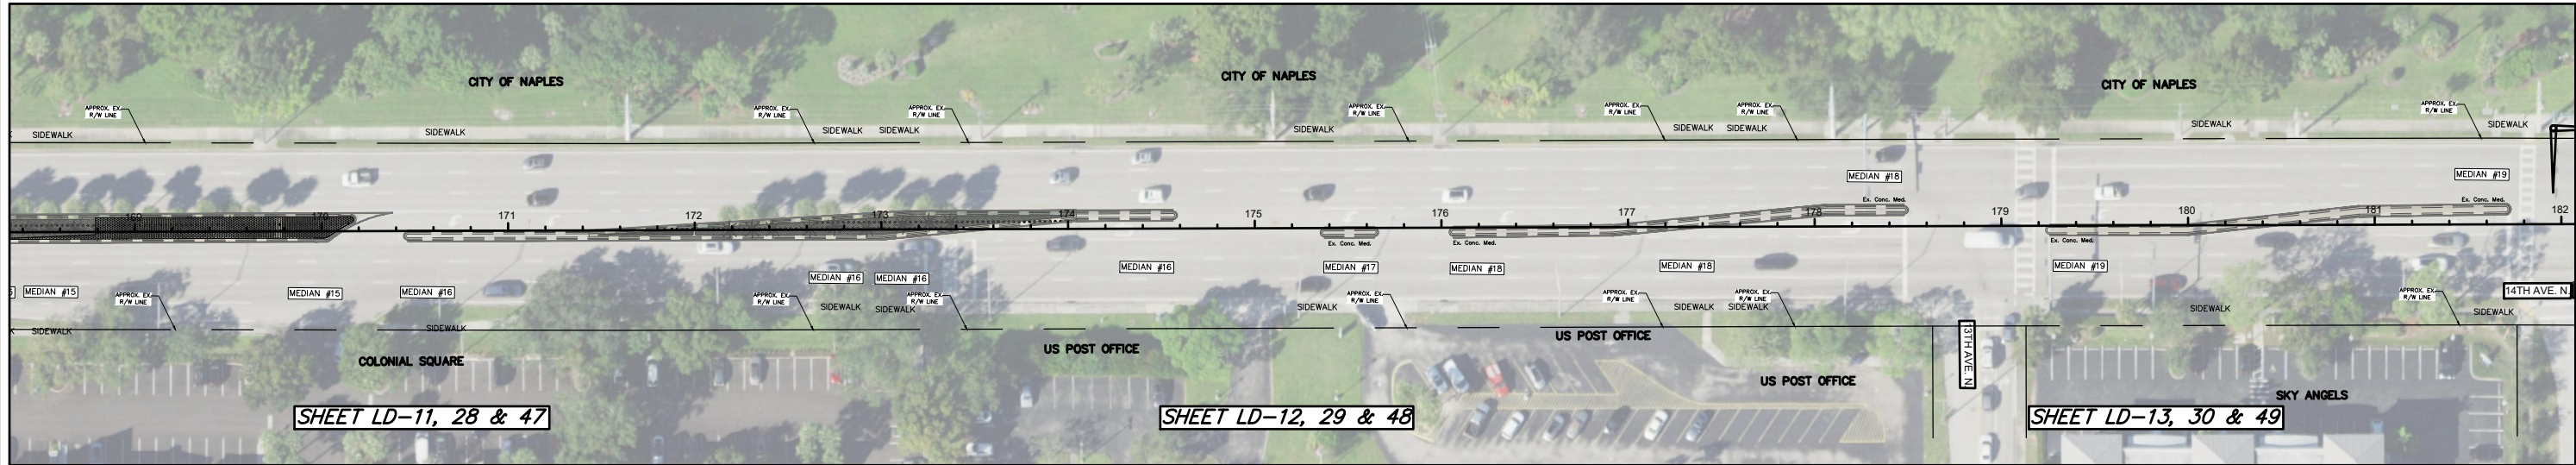 CITY OF NAPLES
CITY OF NAPLES
CITY OF NAPLES
APPROX. EX.
R/W LINE
APPROX. EX.
R/W LINE
APPROX. EX.
R/W LINE
APPROX. EX.
R/W LINE
APPROX. EX.
R/W LINE
APPROX. EX.
R/W LINE
APPROX. EX.
R/W LINE
SIDEWALK
SIDEWALK
SIDEWALK
SIDEWALK
SIDEWALK
SIDEWALK
SIDEWALK
SIDEWALK
SIDEWALK
MEDIAN #18
MEDIAN #19
Ex. Conc. Med.
Ex. Conc. Med.
169
170
171
172
173
174
175
176
177
178
179
180
181
182
Ex. Conc. Med.
Ex. Conc. Med.
Ex. Conc. Med.
MEDIAN #15
MEDIAN #15
MEDIAN #16
MEDIAN #16
MEDIAN #16
MEDIAN #16
MEDIAN #17
MEDIAN #18
MEDIAN #18
MEDIAN #19
14TH AVE. N.
APPROX. EX.
R/W LINE
APPROX. EX.
R/W LINE
APPROX. EX.
R/W LINE
APPROX. EX.
R/W LINE
APPROX. EX.
R/W LINE
APPROX. EX.
R/W LINE
APPROX. EX.
R/W LINE
SIDEWALK
SIDEWALK
SIDEWALK
SIDEWALK
SIDEWALK
SIDEWALK
SIDEWALK
SIDEWALK
SIDEWALK
COLONIAL SQUARE
US POST OFFICE
US POST OFFICE
US POST OFFICE
13TH AVE. N.
SKY ANGELS
SHEET LD-11, 28 & 47
SHEET LD-12, 29 & 48
SHEET LD-13, 30 & 49